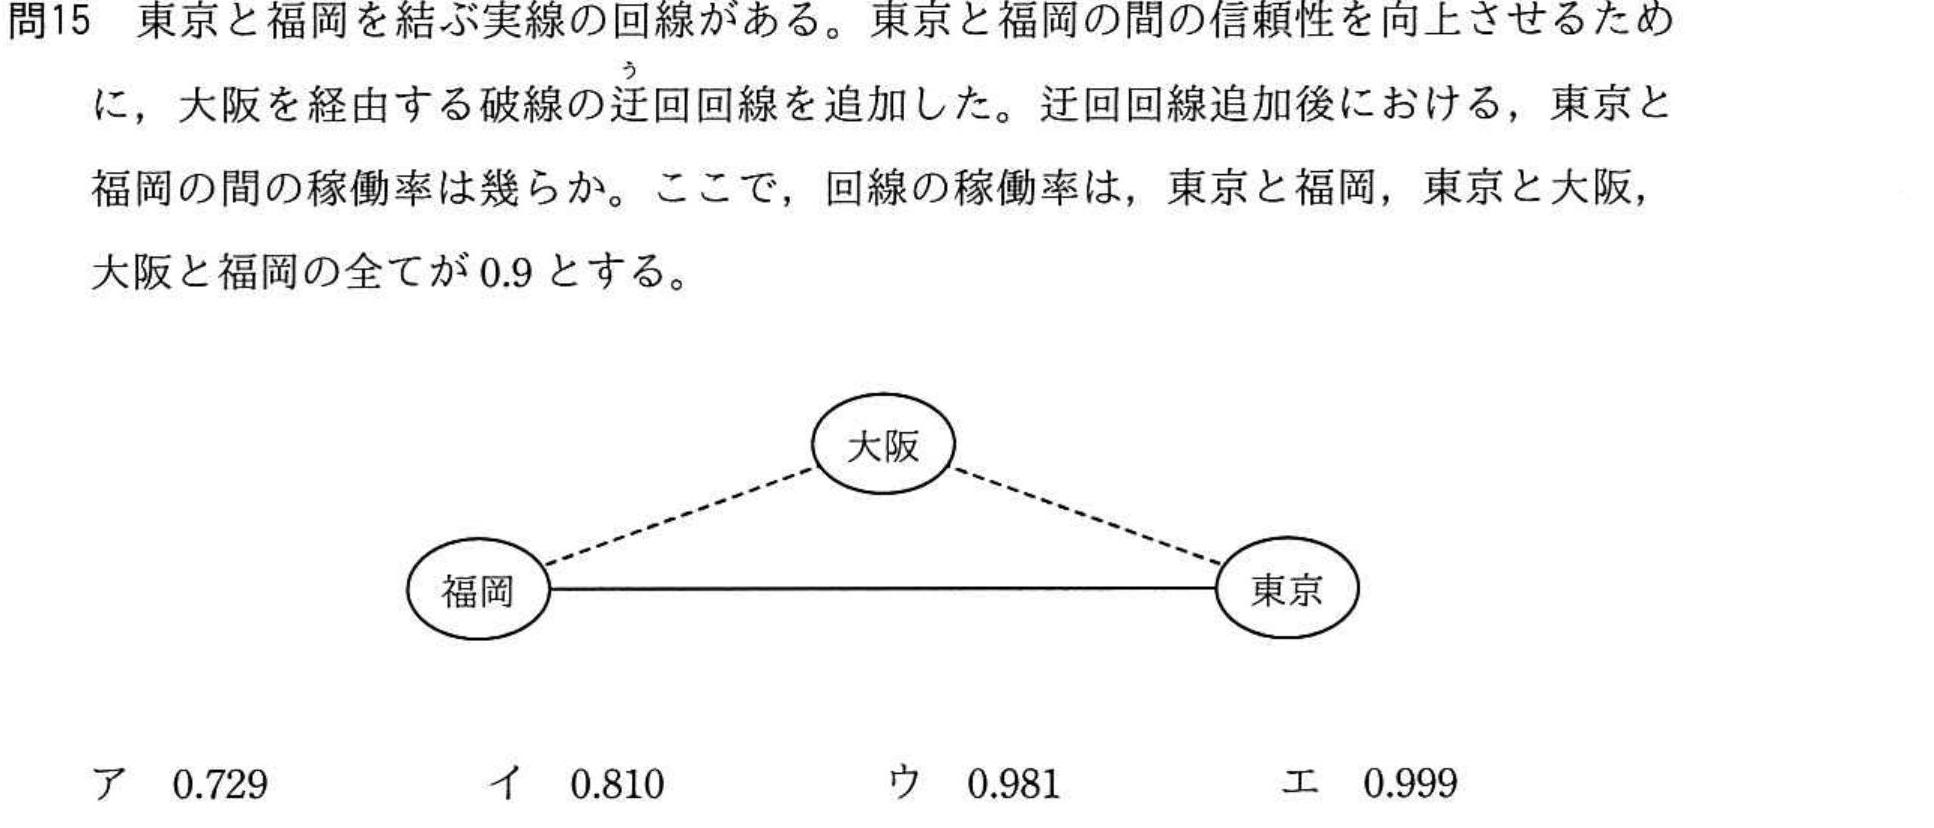 問15　東京と福岡を結ぶ実線の回線がある。東京と福岡の間の信頼性を向上させるため
う
に，大阪を経由する破線の迂回回線を追加した。迂回回線追加後における，東京と
福岡の間の稼働率は幾らか。ここで，回線の稼働率は，東京と福岡，東京と大阪，
大阪と福岡の全てが 0.9 とする。
大阪
福岡
東京
ア　0.729　イ　0.810　ウ　0.981　エ　0.999